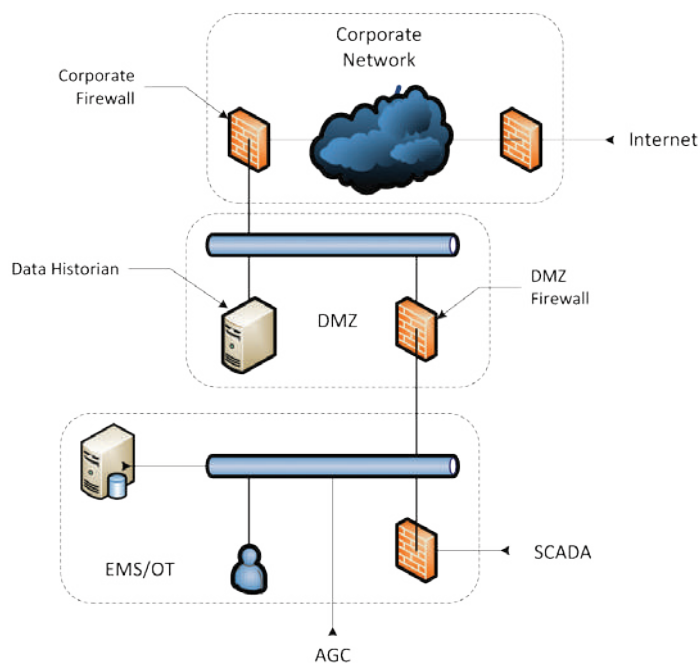 Corporate
Network
Corporate
Firewall
Internet
Data Historian
DMZ
DMZ
Firewall
EMS/OT
SCADA
AGC